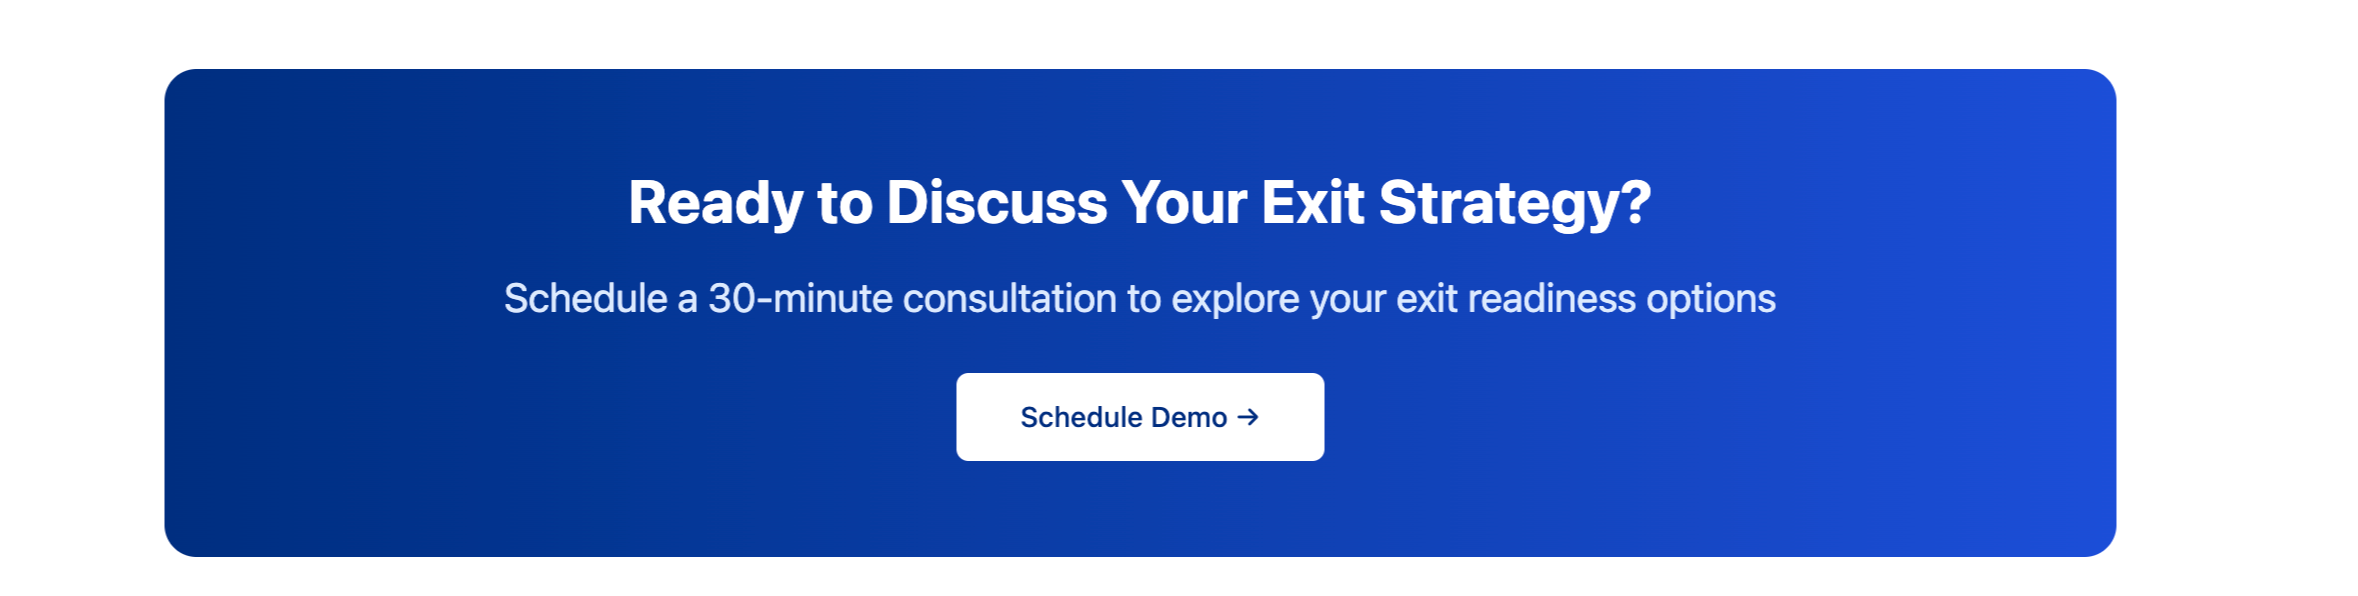 Ready to Discuss Your Exit Strategy?
Schedule a 30-minute consultation to explore your exit readiness options
Schedule Demo →